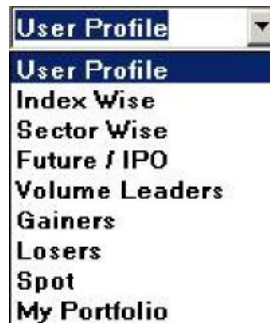 User Profile
User Profile
Index Wise
Sector Wise
Future / IPO
Volume Leaders
Gainers
Losers
Spot
My Portfolio